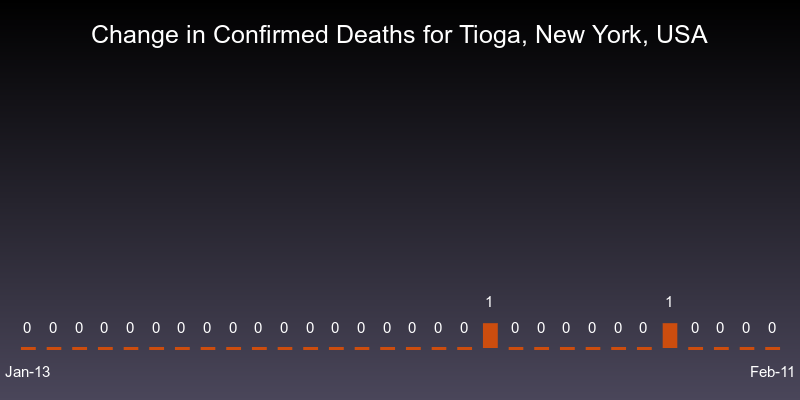 Change in Confirmed Deaths for Tioga, New York, USA
1 1
0 0 0 0 0 0 0 0 0 0 0 0 0 0 0 0 0 0 0 0 0 0 0 0 0 0 0 0
Jan-13 Feb-11